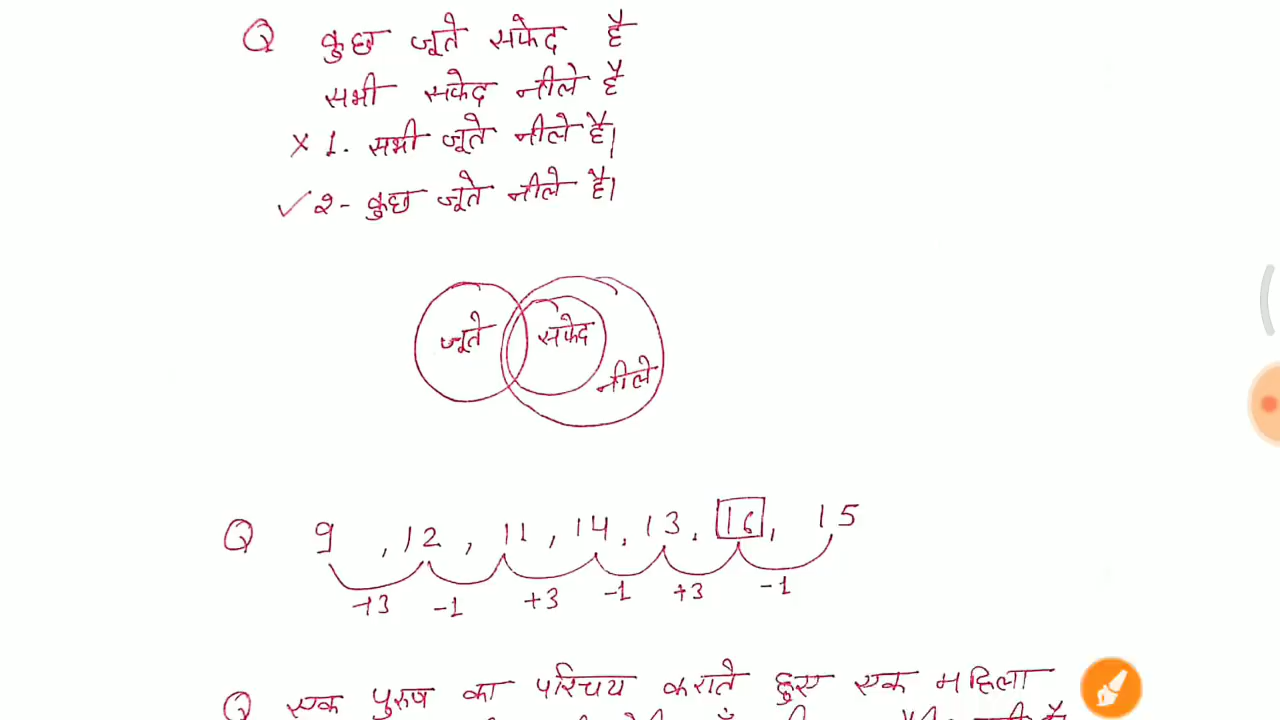 Q कुछ जूते सफेद है
सभी सफेद नीले है
× 1. सभी जूते नीले है।
✓ २- कुछ जूते नीले है।
जूते सफेद
नीले
Q 9, 12, 11, 14, 13, 16, 15
+3 -1 +3 -1 +3 -1
Q एक पुरुष का परिचय कराते हुए एक महिला